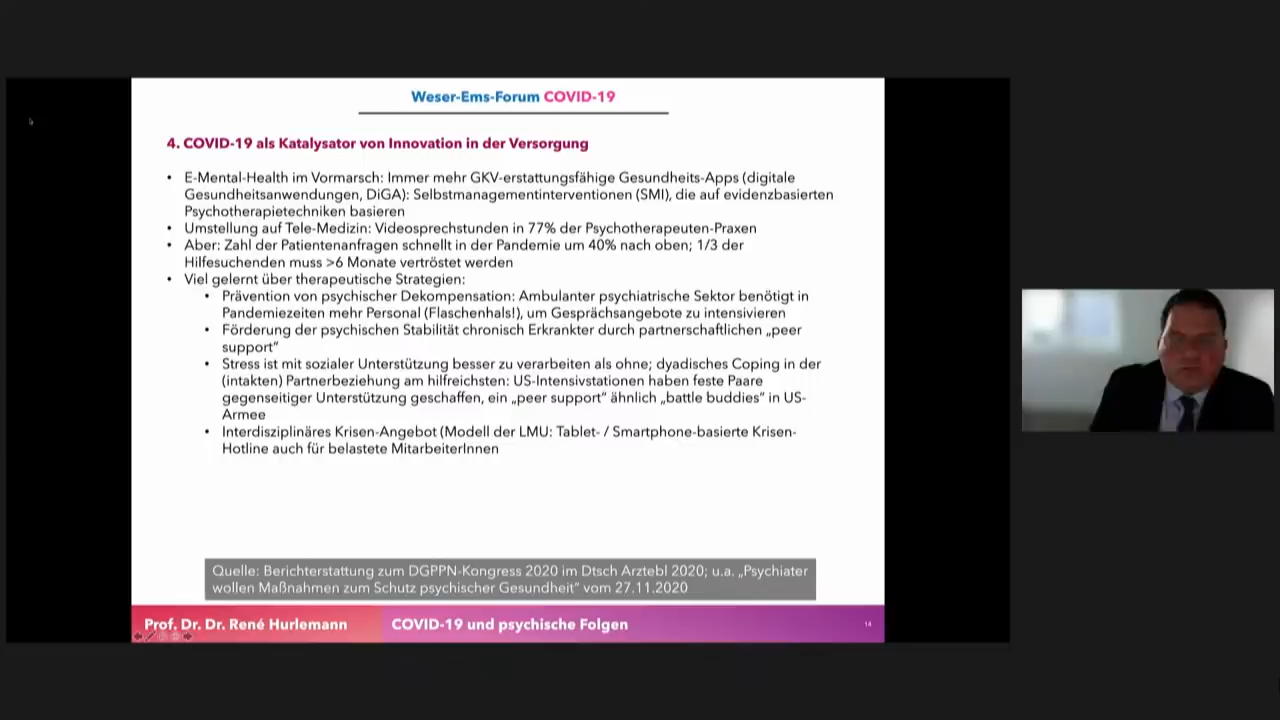 Weser-Ems-Forum COVID-19
4. COVID-19 als Katalysator von Innovation in der Versorgung
• E-Mental-Health im Vormarsch: Immer mehr GKV-erstattungsfähige Gesundheits-Apps (digitale
Gesundheitsanwendungen, DiGA): Selbstmanagementinterventionen (SMI), die auf evidenzbasierten
Psychotherapietechniken basieren
• Umstellung auf Tele-Medizin: Videosprechstunden in 77% der Psychotherapeuten-Praxen
• Aber: Zahl der Patientenanfragen schnellt in der Pandemie um 40% nach oben; 1/3 der
Hilfesuchenden muss >6 Monate vertröstet werden
• Viel gelernt über therapeutische Strategien:
• Prävention von psychischer Dekompensation: Ambulanter psychiatrische Sektor benötigt in
Pandemiezeiten mehr Personal (Flaschenhals!), um Gesprächsangebote zu intensivieren
• Förderung der psychischen Stabilität chronisch Erkrankter durch partnerschaftlichen „peer
support“
• Stress ist mit sozialer Unterstützung besser zu verarbeiten als ohne; dyadisches Coping in der
(intakten) Partnerbeziehung am hilfreichsten: US-Intensivstationen haben feste Paare
gegenseitiger Unterstützung geschaffen, ein „peer support“ ähnlich „battle buddies“ in US-
Armee
• Interdisziplinäres Krisen-Angebot (Modell der LMU: Tablet- / Smartphone-basierte Krisen-
Hotline auch für belastete MitarbeiterInnen
Quelle: Berichterstattung zum DGPPN-Kongress 2020 im Dtsch Arztebl 2020; u.a. „Psychiater
wollen Maßnahmen zum Schutz psychischer Gesundheit“ vom 27.11.2020
Prof. Dr. Dr. René Hurlemann
COVID-19 und psychische Folgen
14